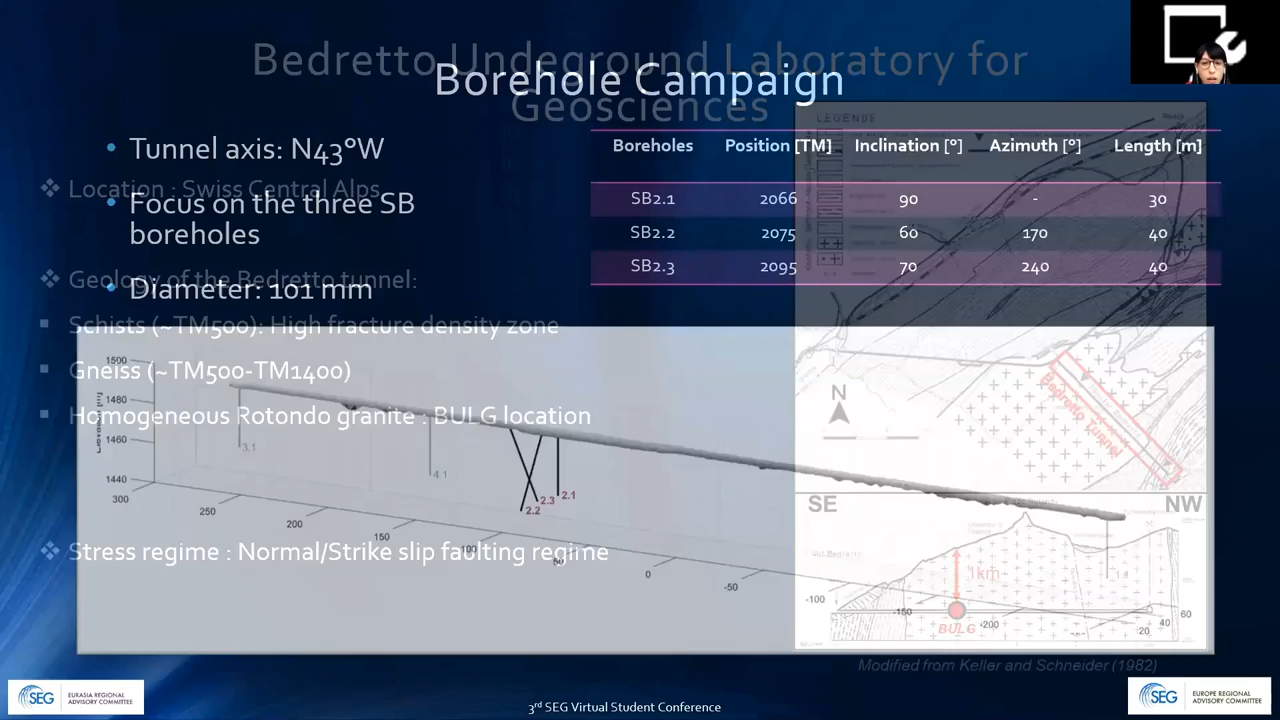 Bedretto Undeground Laboratory for
Geosciences
Borehole Campaign
Tunnel axis: N43°W
Focus on the three SB
boreholes
Diameter: 101 mm
Location : Swiss Central Alps
Geology of the Bedretto tunnel:
Schists (~TM500): High fracture density zone
Gneiss (~TM500-TM1400)
Homogeneous Rotondo granite : BULG location
Stress regime : Normal/Strike slip faulting regime
Boreholes Position [TM] Inclination [°] Azimuth [°] Length [m]
SB2.1 2066 90 - 30
SB2.2 2075 60 170 40
SB2.3 2095 70 240 40
LEGENDE
N
Bedretto Tunnel
SE NW
1km
BULG
1500
1480
1460
1440
300
250
200
150
100
50
0
-50
-100
-150
-200
20
40
60
3.1
4.1
2.3
2.1
2.2
1.1
Modified from Keller and Schneider (1982)
SEG EURASIA REGIONAL
ADVISORY COMMITTEE
3rd SEG Virtual Student Conference
SEG EUROPE REGIONAL
ADVISORY COMMITTEE